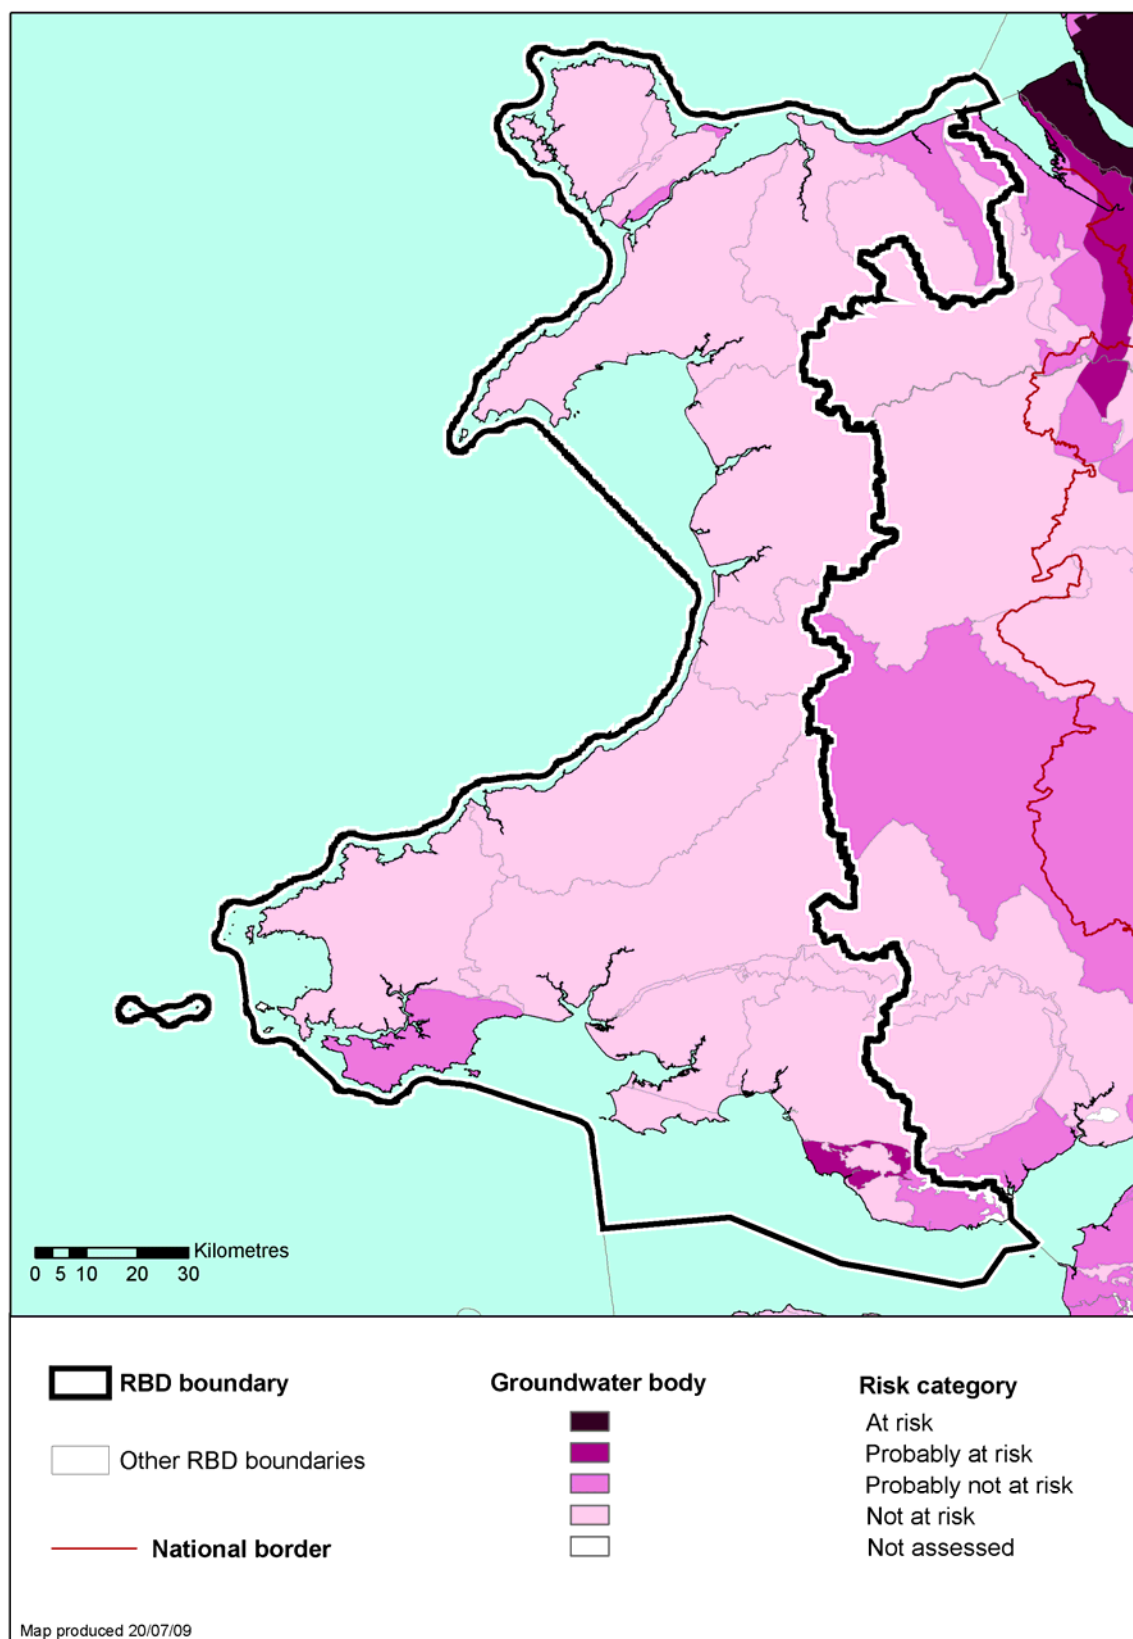 Kilometres
0 5 10 20 30
RBD boundary
Other RBD boundaries
National border
Groundwater body
Risk category
At risk
Probably at risk
Probably not at risk
Not at risk
Not assessed
Map produced 20/07/09